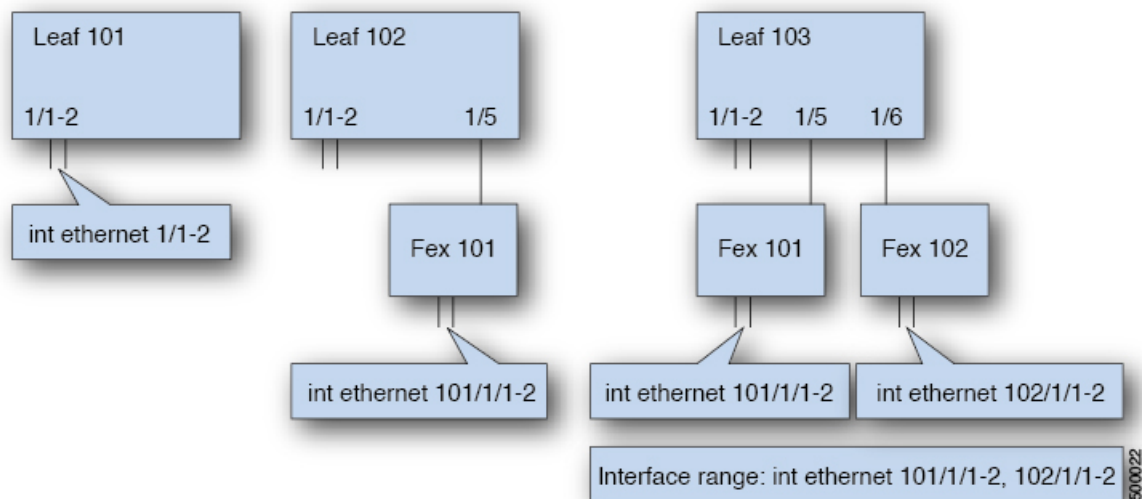 Leaf 101
1/1-2
int ethernet 1/1-2
Leaf 102
1/1-2 1/5
Fex 101
int ethernet 101/1/1-2
Leaf 103
1/1-2 1/5 1/6
Fex 101
Fex 102
int ethernet 101/1/1-2
int ethernet 102/1/1-2
Interface range: int ethernet 101/1/1-2, 102/1/1-2